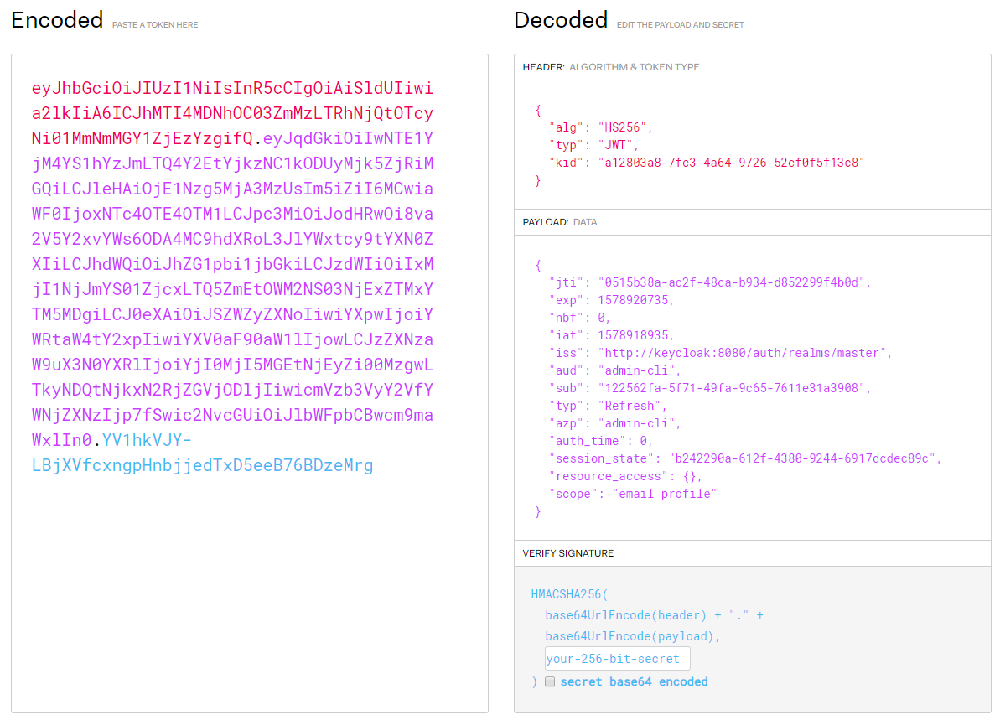 Encoded PASTE A TOKEN HERE
eyJhbGciOiJIUzI1NiIsInR5cCIgOiAiSldUIiwi
a2lkIiA6ICJhMTI4MDNhOC03ZmMzLTRhNjQtOTcy
Ni01MmNmMGY1ZjEzYzgifQ.eyJqdGkiOiIwNTE1Y
jM4YS1hYzJmLTQ4Y2EtYjkzNC1kODUyMjk5ZjRiM
GQiLCJleHAiOjE1Nzg5MjA3MzUsIm5iZiI6MCwia
WF0IjoxNTc4OTE4OTM1LCJpc3MiOiJodHRwOi8va
2V5Y2xvYWs6ODA4MC9hdXRoL3JlYWxtcy9tYXN0Z
XIiLCJhdWQiOiJhZG1pbi1jbGkiLCJzdWIiOiIxM
jI1NjJmYS01ZjcxLTQ5ZmEtOWM2NS03NjExZTMxY
TM5MDgiLCJ0eXAiOiJSZWZyZXNoIiwiYXpwIjoiY
WRtaW4tY2xpIiwiYXV0aF90aW1lIjowLCJzZXNza
W9uX3N0YXRlIjoiYjI0MjI5MGEtNjEyZi00MzgwL
TkyNDQtNjkxN2RjZGVjODljIiwicmVzb3VyY2VfY
WNjZXNzIjp7fSwic2NvcGUiOiJlbWFpbCBwcm9ma
WxlIn0.YV1hkVJY-
LBjXVfcxngpHnbjjedTxD5eeB76BDzeMrg
Decoded EDIT THE PAYLOAD AND SECRET
HEADER: ALGORITHM & TOKEN TYPE
{
"alg": "HS256",
"typ": "JWT",
"kid": "a12803a8-7fc3-4a64-9726-52cf0f5f13c8"
}
PAYLOAD: DATA
{
"jti": "0515b38a-ac2f-48ca-b934-d852299f4b0d",
"exp": 1578920735,
"nbf": 0,
"iat": 1578918935,
"iss": "http://keycloak:8080/auth/realms/master",
"aud": "admin-cli",
"sub": "122562fa-5f71-49fa-9c65-7611e31a3908",
"typ": "Refresh",
"azp": "admin-cli",
"auth_time": 0,
"session_state": "b242290a-612f-4380-9244-6917dcdec89c",
"resource_access": {},
"scope": "email profile"
}
VERIFY SIGNATURE
HMACSHA256(
base64UrlEncode(header) + "." +
base64UrlEncode(payload),
your-256-bit-secret
) secret base64 encoded